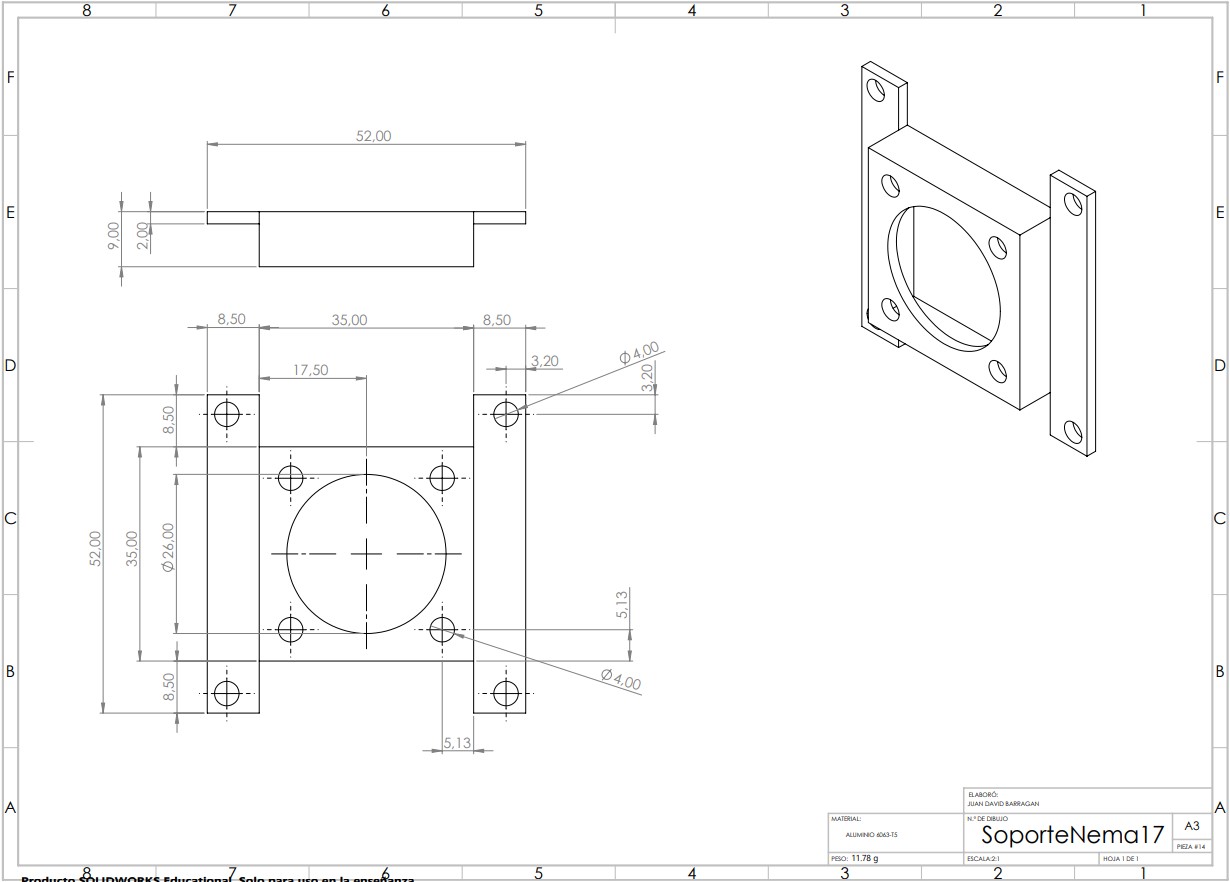 8 7 6 5 4 3 2 1
F F
52,00
E E
9,00
2,00
8,50 35,00 8,50
17,50
3,20
Ø4,00
3,20
D D
8,50
52,00
35,00
Ø26,00
C C
5,13
Ø4,00
8,50
B B
5,13
A A
ELABORÓ:
JUAN DAVID BARRAGAN
MATERIAL:
ALUMINIO 6063-T5
N.º DE DIBUJO
SoporteNema17
A3
PIEZA #14
PESO: 11.78 g
ESCALA:2:1
HOJA 1 DE 1
8 7 6 5 4 3 2 1
Producto SOLIDWORKS Educational. Solo para uso en la enseñanza.